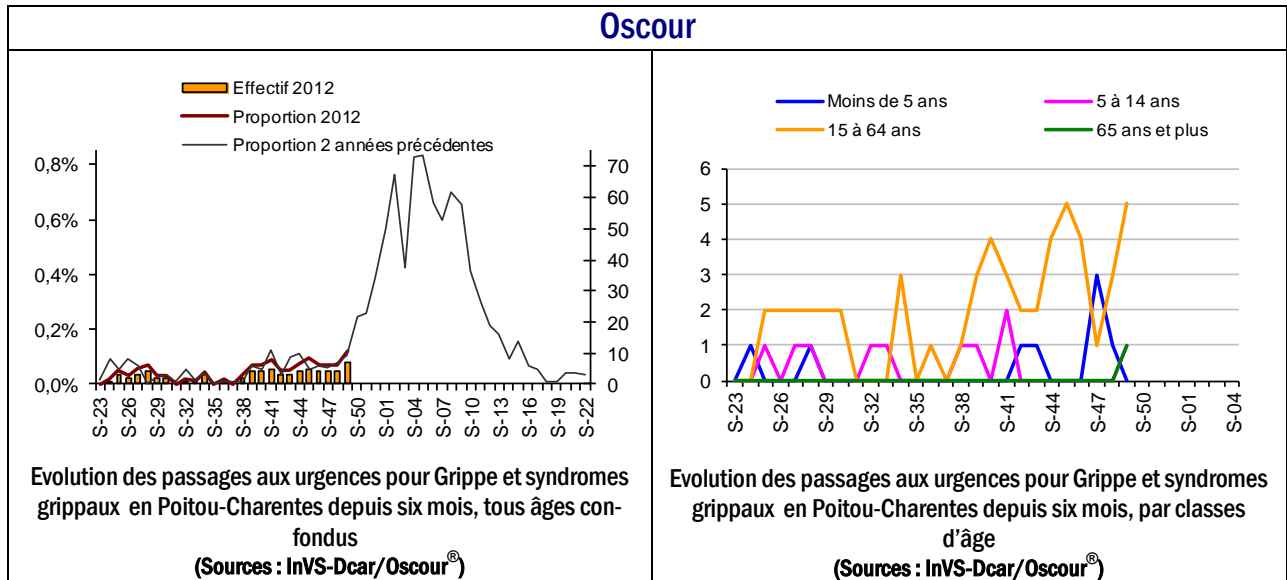 Oscour
Effectif 2012
Proportion 2012
Proportion 2 années précédentes
0,8%
0,6%
0,4%
0,2%
0,0%
70
60
50
40
30
20
10
0
S-23
S-26
S-29
S-32
S-35
S-38
S-41
S-44
S-47
S-50
S-01
S-04
S-07
S-10
S-13
S-16
S-19
S-22
Evolution des passages aux urgences pour Grippe et syndromes
grippaux en Poitou-Charentes depuis six mois, tous âges con-
fondus
(Sources : InVS-Dcar/Oscour®)
Moins de 5 ans
5 à 14 ans
15 à 64 ans
65 ans et plus
6
5
4
3
2
1
0
S-23
S-26
S-29
S-32
S-35
S-38
S-41
S-44
S-47
S-50
S-01
S-04
Evolution des passages aux urgences pour Grippe et syndromes
grippaux en Poitou-Charentes depuis six mois, par classes
d’âge
(Sources : InVS-Dcar/Oscour®)